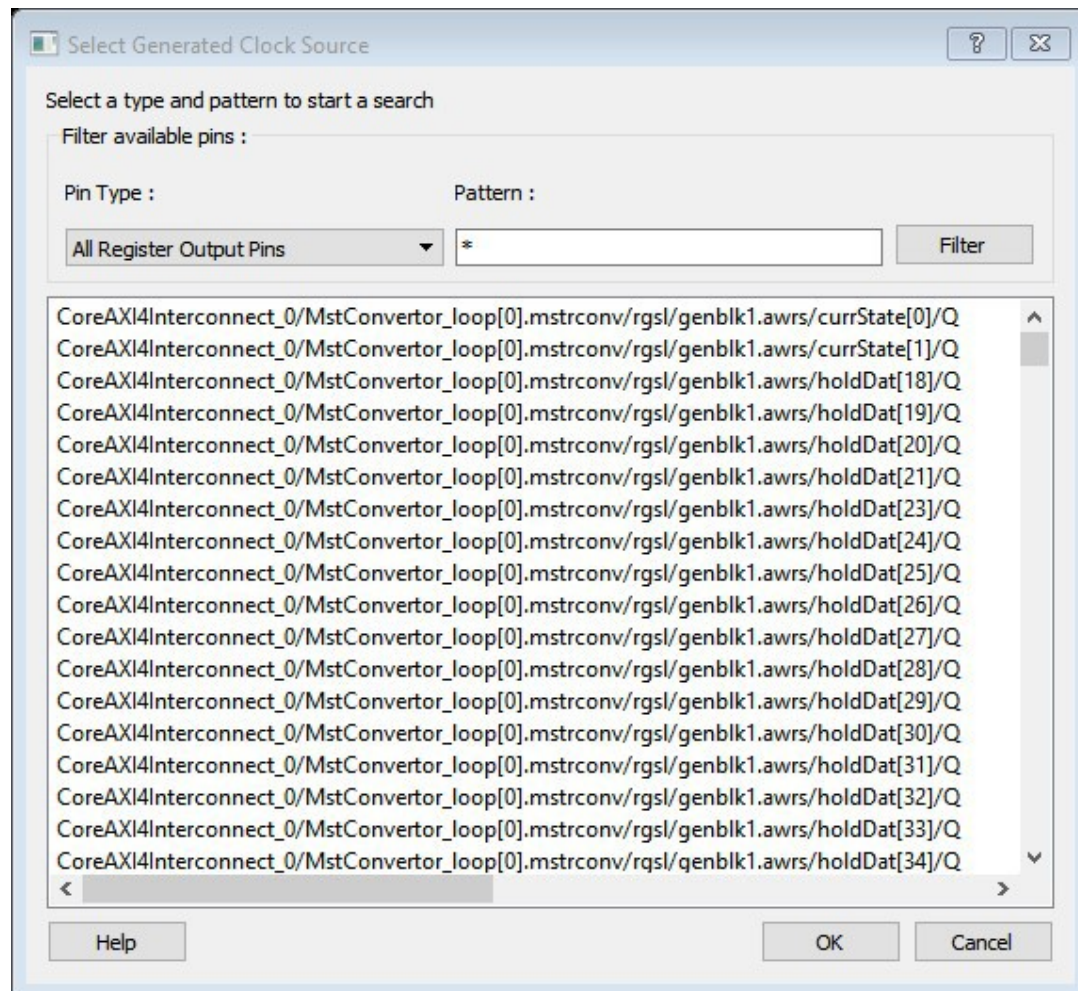 Select Generated Clock Source
Select a type and pattern to start a search
Filter available pins :
Pin Type :
Pattern :
All Register Output Pins
*
Filter
CoreAXI4Interconnect_0/MstConvertor_loop[0].mstrconv/rgsl/genblk1.awrs/currState[0]/Q
CoreAXI4Interconnect_0/MstConvertor_loop[0].mstrconv/rgsl/genblk1.awrs/currState[1]/Q
CoreAXI4Interconnect_0/MstConvertor_loop[0].mstrconv/rgsl/genblk1.awrs/holdDat[18]/Q
CoreAXI4Interconnect_0/MstConvertor_loop[0].mstrconv/rgsl/genblk1.awrs/holdDat[19]/Q
CoreAXI4Interconnect_0/MstConvertor_loop[0].mstrconv/rgsl/genblk1.awrs/holdDat[20]/Q
CoreAXI4Interconnect_0/MstConvertor_loop[0].mstrconv/rgsl/genblk1.awrs/holdDat[21]/Q
CoreAXI4Interconnect_0/MstConvertor_loop[0].mstrconv/rgsl/genblk1.awrs/holdDat[23]/Q
CoreAXI4Interconnect_0/MstConvertor_loop[0].mstrconv/rgsl/genblk1.awrs/holdDat[24]/Q
CoreAXI4Interconnect_0/MstConvertor_loop[0].mstrconv/rgsl/genblk1.awrs/holdDat[25]/Q
CoreAXI4Interconnect_0/MstConvertor_loop[0].mstrconv/rgsl/genblk1.awrs/holdDat[26]/Q
CoreAXI4Interconnect_0/MstConvertor_loop[0].mstrconv/rgsl/genblk1.awrs/holdDat[27]/Q
CoreAXI4Interconnect_0/MstConvertor_loop[0].mstrconv/rgsl/genblk1.awrs/holdDat[28]/Q
CoreAXI4Interconnect_0/MstConvertor_loop[0].mstrconv/rgsl/genblk1.awrs/holdDat[29]/Q
CoreAXI4Interconnect_0/MstConvertor_loop[0].mstrconv/rgsl/genblk1.awrs/holdDat[30]/Q
CoreAXI4Interconnect_0/MstConvertor_loop[0].mstrconv/rgsl/genblk1.awrs/holdDat[31]/Q
CoreAXI4Interconnect_0/MstConvertor_loop[0].mstrconv/rgsl/genblk1.awrs/holdDat[32]/Q
CoreAXI4Interconnect_0/MstConvertor_loop[0].mstrconv/rgsl/genblk1.awrs/holdDat[33]/Q
CoreAXI4Interconnect_0/MstConvertor_loop[0].mstrconv/rgsl/genblk1.awrs/holdDat[34]/Q
Help
OK
Cancel